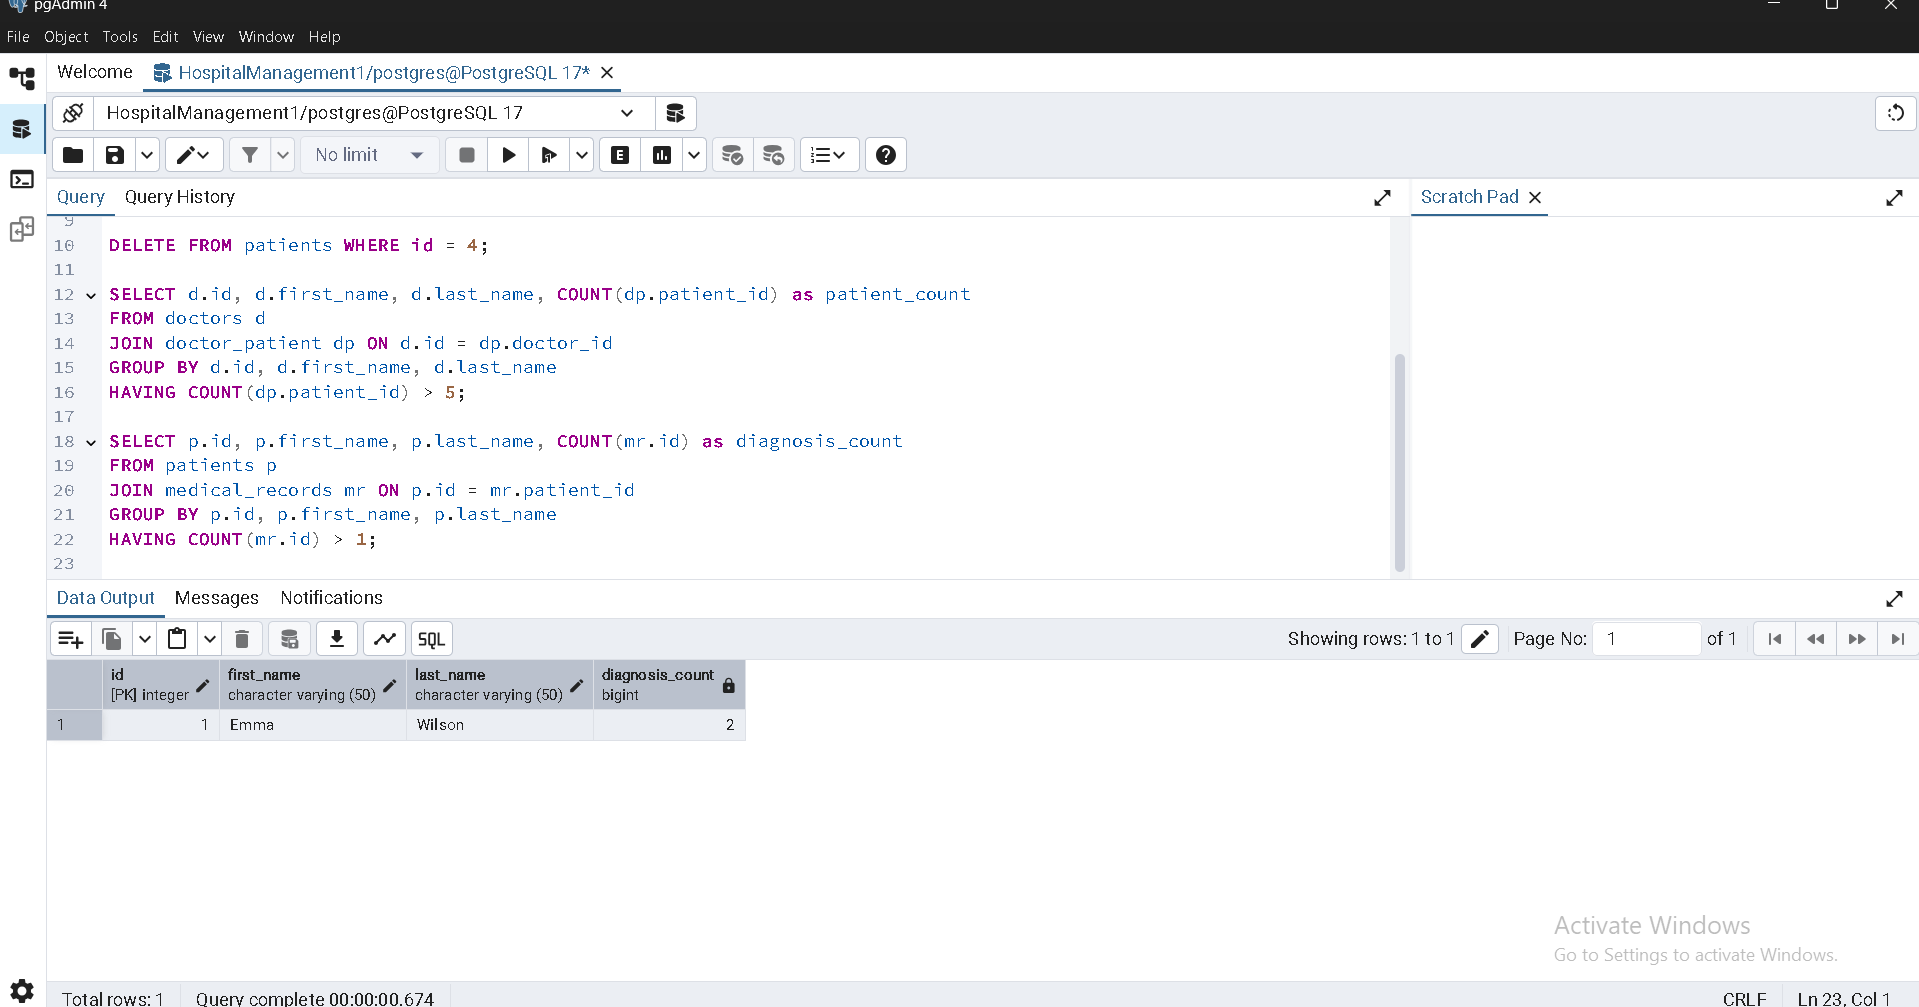 pgAdmin 4
File Object Tools Edit View Window Help
Welcome HospitalManagement1/postgres@PostgreSQL 17*
HospitalManagement1/postgres@PostgreSQL 17
No limit
E
Query Query History
Scratch Pad
9
10 DELETE FROM patients WHERE id = 4;
11
12 SELECT d.id, d.first_name, d.last_name, COUNT(dp.patient_id) as patient_count
13 FROM doctors d
14 JOIN doctor_patient dp ON d.id = dp.doctor_id
15 GROUP BY d.id, d.first_name, d.last_name
16 HAVING COUNT(dp.patient_id) > 5;
17
18 SELECT p.id, p.first_name, p.last_name, COUNT(mr.id) as diagnosis_count
19 FROM patients p
20 JOIN medical_records mr ON p.id = mr.patient_id
21 GROUP BY p.id, p.first_name, p.last_name
22 HAVING COUNT(mr.id) > 1;
23
Data Output Messages Notifications
SQL
Showing rows: 1 to 1 Page No: 1 of 1
id first_name last_name diagnosis_count
[PK] integer character varying (50) character varying (50) bigint
1 1 Emma Wilson 2
Activate Windows
Go to Settings to activate Windows.
Total rows: 1 Query complete 00:00:00.674 CRLF Ln 23, Col 1